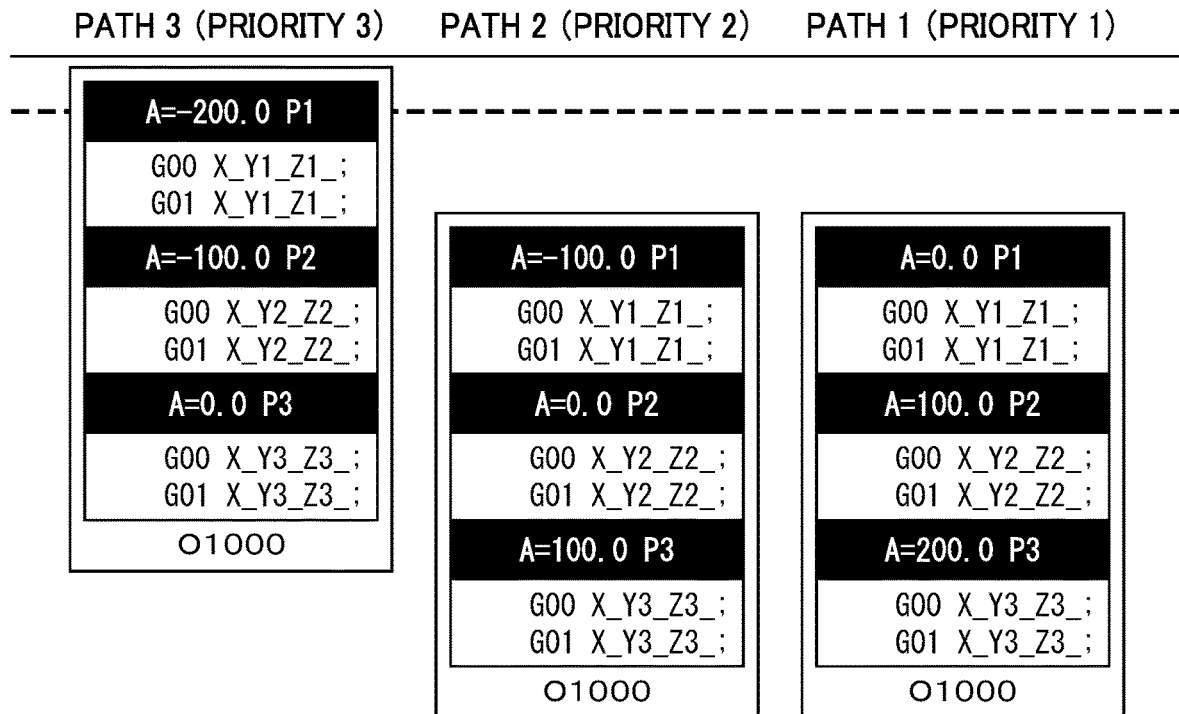 PATH 3 (PRIORITY 3)
PATH 2 (PRIORITY 2)
PATH 1 (PRIORITY 1)
A=-200.0 P1
G00 X_Y1_Z1_;
G01 X_Y1_Z1_;
A=-100.0 P2
G00 X_Y2_Z2_;
G01 X_Y2_Z2_;
A=0.0 P3
G00 X_Y3_Z3_;
G01 X_Y3_Z3_;
O1000
A=-100.0 P1
G00 X_Y1_Z1_;
G01 X_Y1_Z1_;
A=0.0 P2
G00 X_Y2_Z2_;
G01 X_Y2_Z2_;
A=100.0 P3
G00 X_Y3_Z3_;
G01 X_Y3_Z3_;
O1000
A=0.0 P1
G00 X_Y1_Z1_;
G01 X_Y1_Z1_;
A=100.0 P2
G00 X_Y2_Z2_;
G01 X_Y2_Z2_;
A=200.0 P3
G00 X_Y3_Z3_;
G01 X_Y3_Z3_;
O1000